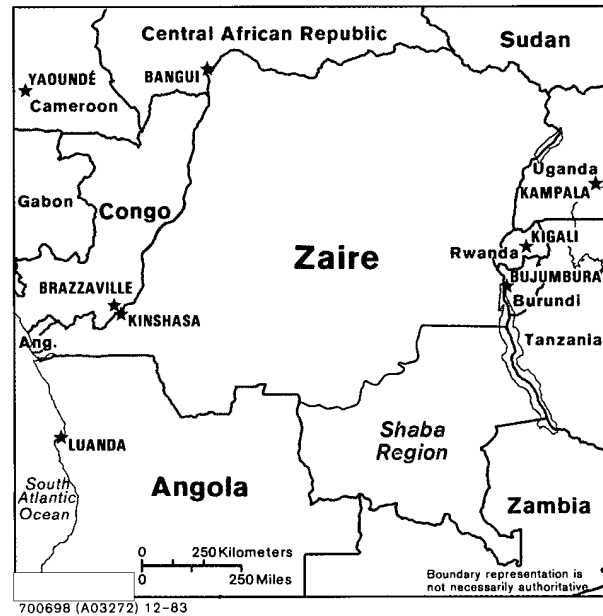 Central African Republic
Sudan
YAOUNDÉ
BANGUI
Cameroon
Uganda
KAMPALA
Gabon
Congo
KIGALI
Rwanda
Zaire
BUJUMBURA
BRAZZAVILLE
Burundi
KINSHASA
Ang.
Tanzania
Shaba
Region
LUANDA
South
Atlantic
Ocean
Angola
Zambia
0 250 Kilometers
0 250 Miles
Boundary representation is
not necessarily authoritative
700698 (A03272) 12-83